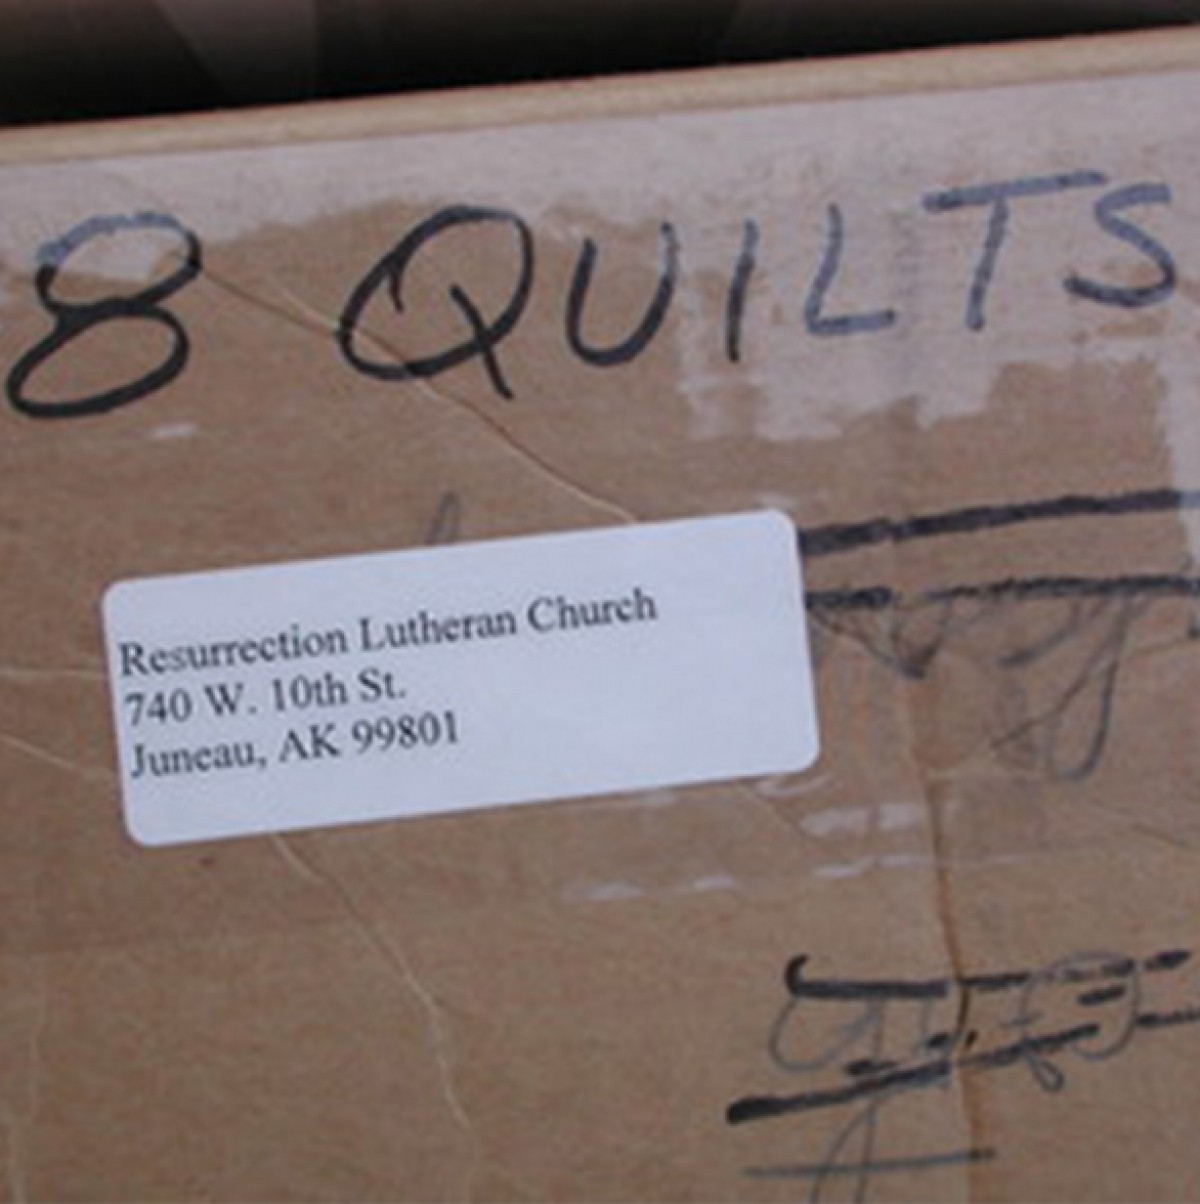 8 QUILTS
Resurrection Lutheran Church
740 W. 10th St.
Juneau, AK 99801